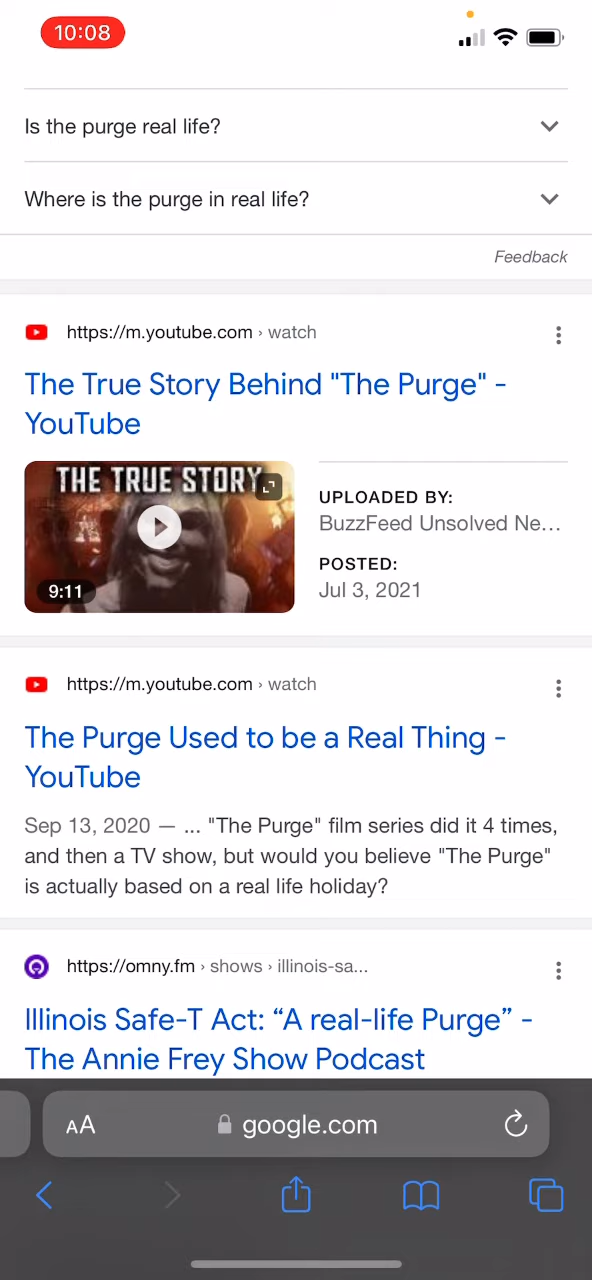 10:08
Is the purge real life?
Where is the purge in real life?
Feedback
https://m.youtube.com › watch
The True Story Behind "The Purge" -
YouTube
THE TRUE STORY
9:11
UPLOADED BY:
BuzzFeed Unsolved Ne...
POSTED:
Jul 3, 2021
https://m.youtube.com › watch
The Purge Used to be a Real Thing -
YouTube
Sep 13, 2020 — ... "The Purge" film series did it 4 times,
and then a TV show, but would you believe "The Purge"
is actually based on a real life holiday?
https://omny.fm › shows › illinois-sa...
Illinois Safe-T Act: “A real-life Purge” -
The Annie Frey Show Podcast
AA google.com